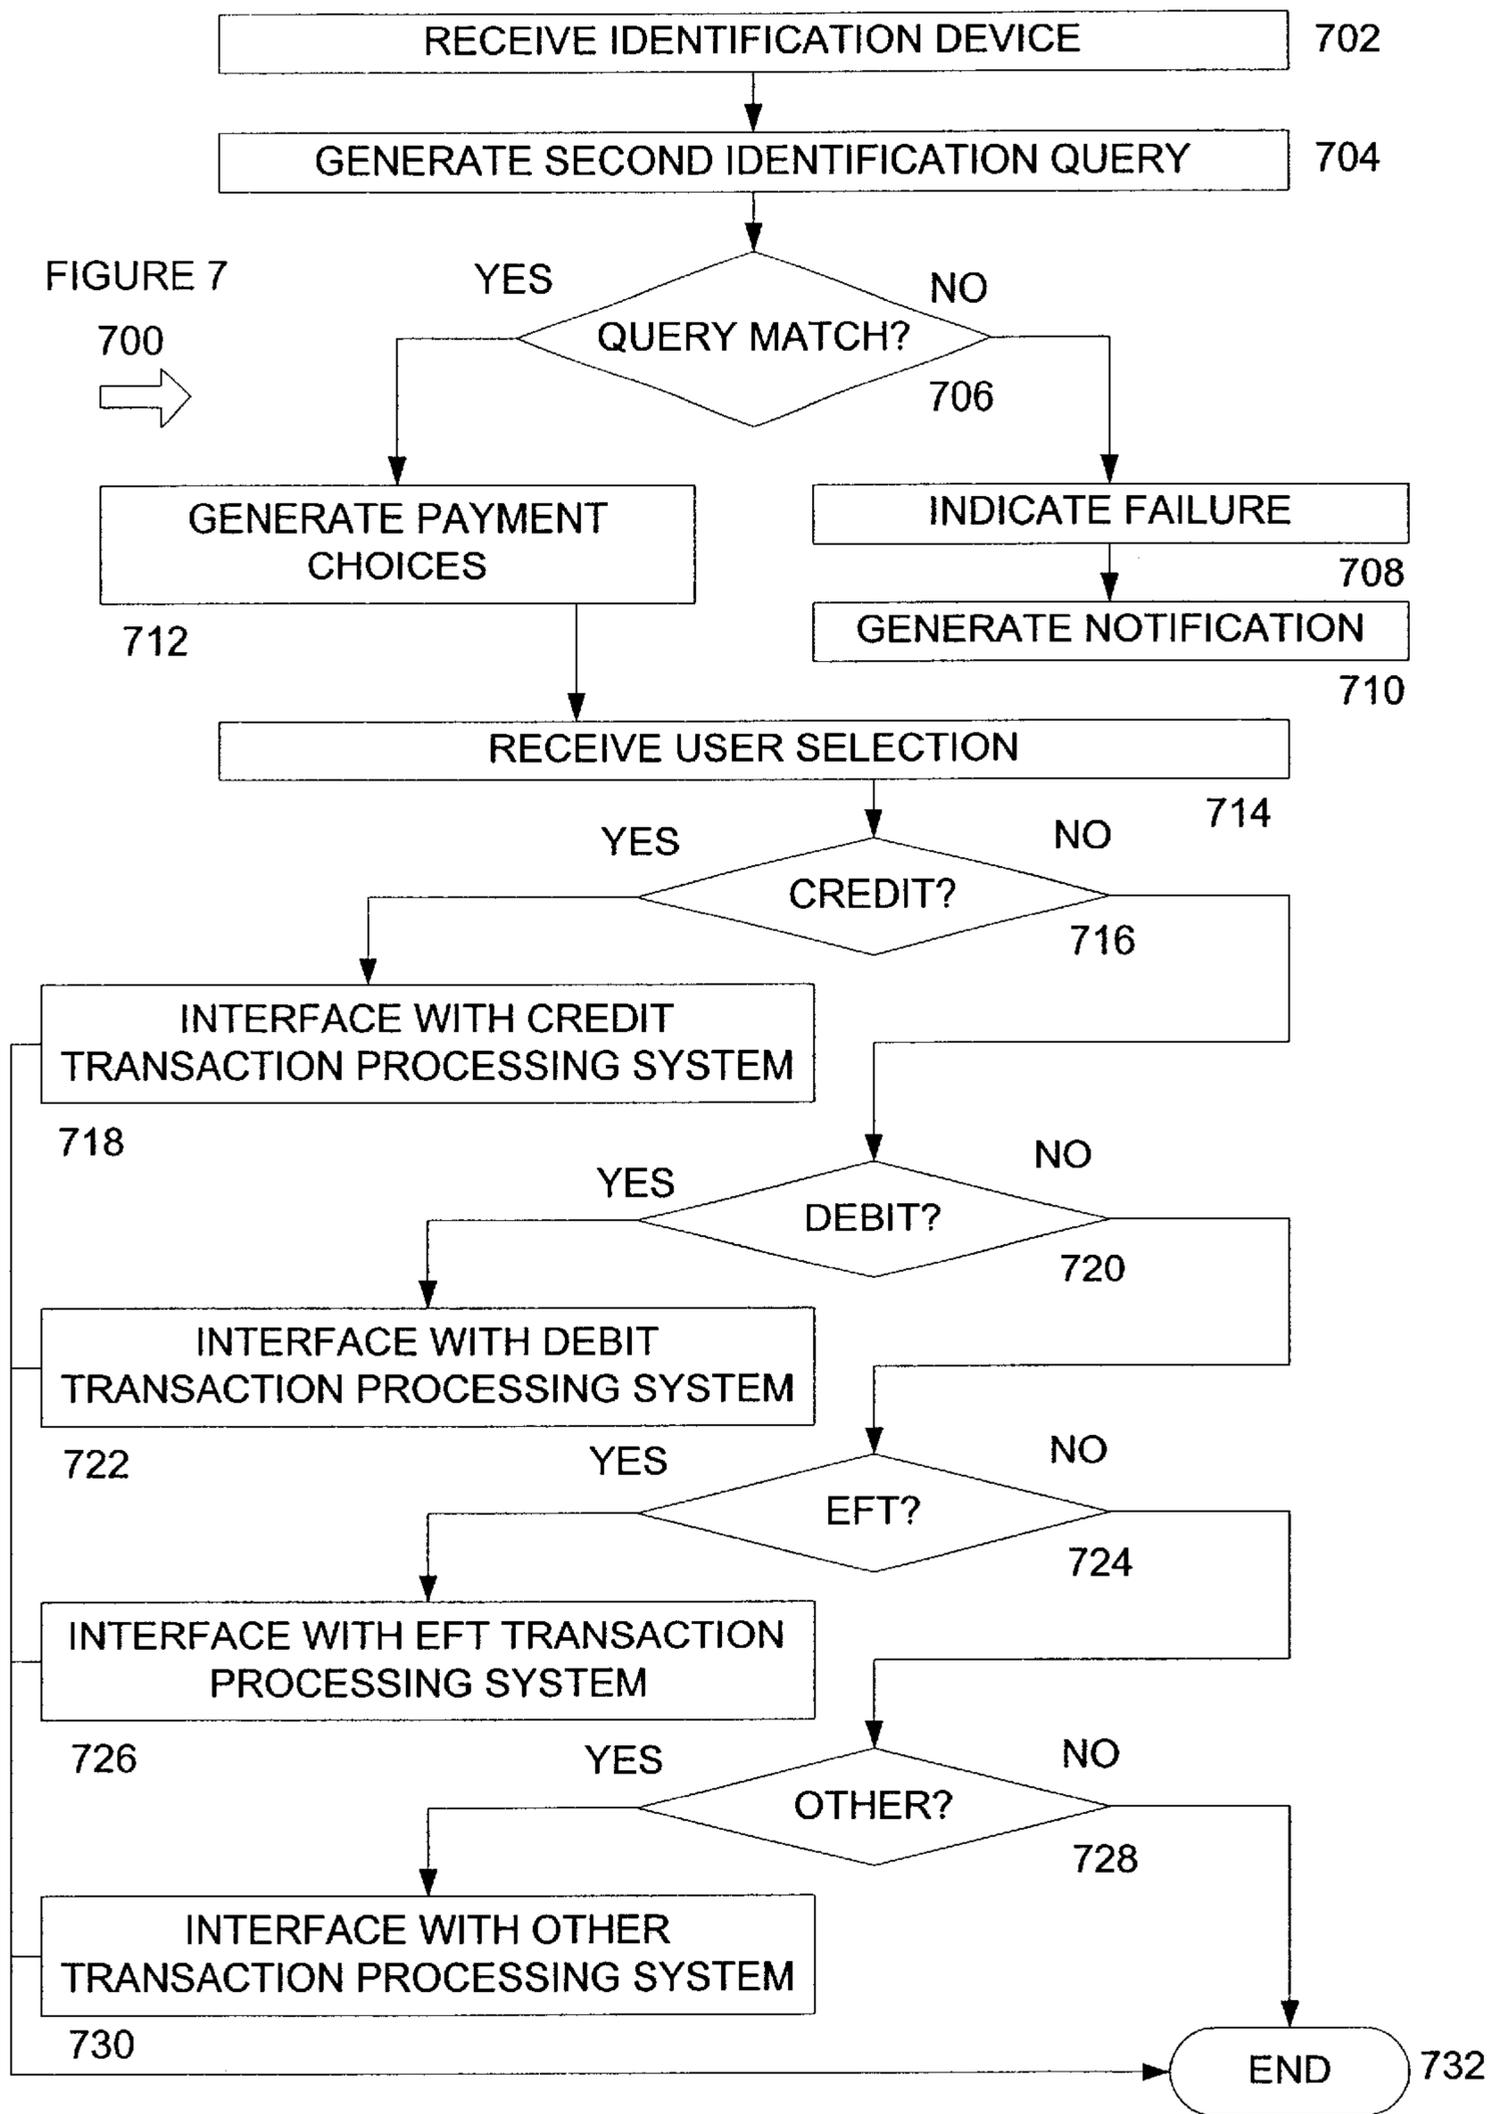 RECEIVE IDENTIFICATION DEVICE
702
GENERATE SECOND IDENTIFICATION QUERY
704
FIGURE 7
700
YES
NO
QUERY MATCH?
706
GENERATE PAYMENT
CHOICES
712
INDICATE FAILURE
708
GENERATE NOTIFICATION
710
RECEIVE USER SELECTION
714
YES
NO
CREDIT?
716
INTERFACE WITH CREDIT
TRANSACTION PROCESSING SYSTEM
718
YES
NO
DEBIT?
720
INTERFACE WITH DEBIT
TRANSACTION PROCESSING SYSTEM
722
YES
NO
EFT?
724
INTERFACE WITH EFT TRANSACTION
PROCESSING SYSTEM
726
YES
NO
OTHER?
728
INTERFACE WITH OTHER
TRANSACTION PROCESSING SYSTEM
730
END
732